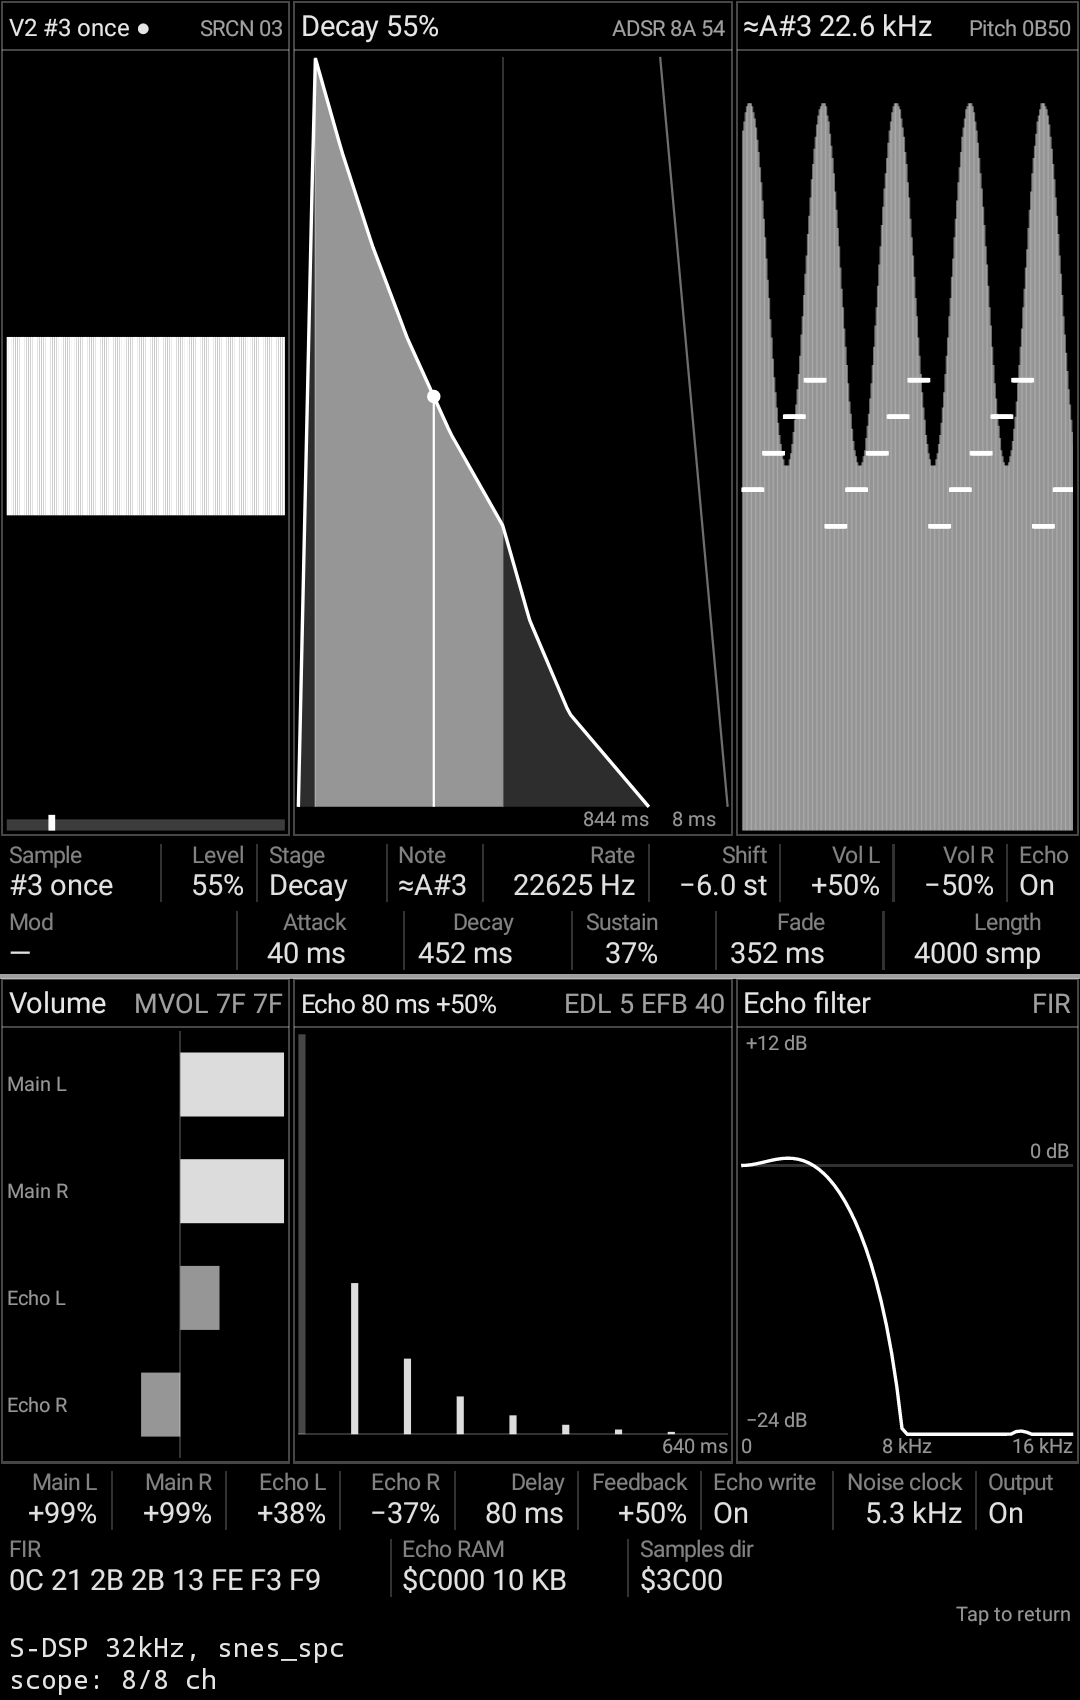 V2 #3 once ● SRCN 03
Decay 55% ADSR 8A 54
≈A#3 22.6 kHz Pitch 0B50
844 ms 8 ms
Sample Level Stage Note Rate Shift Vol L Vol R Echo
#3 once 55% Decay ≈A#3 22625 Hz −6.0 st +50% −50% On
Mod Attack Decay Sustain Fade Length
— 40 ms 452 ms 37% 352 ms 4000 smp
Volume MVOL 7F 7F
Main L
Main R
Echo L
Echo R
Echo 80 ms +50% EDL 5 EFB 40
640 ms
Echo filter FIR
+12 dB
0 dB
−24 dB
0 8 kHz 16 kHz
Main L Main R Echo L Echo R Delay Feedback Echo write Noise clock Output
+99% +99% +38% −37% 80 ms +50% On 5.3 kHz On
FIR Echo RAM Samples dir
0C 21 2B 2B 13 FE F3 F9 $C000 10 KB $3C00
Tap to return
S-DSP 32kHz, snes_spc
scope: 8/8 ch